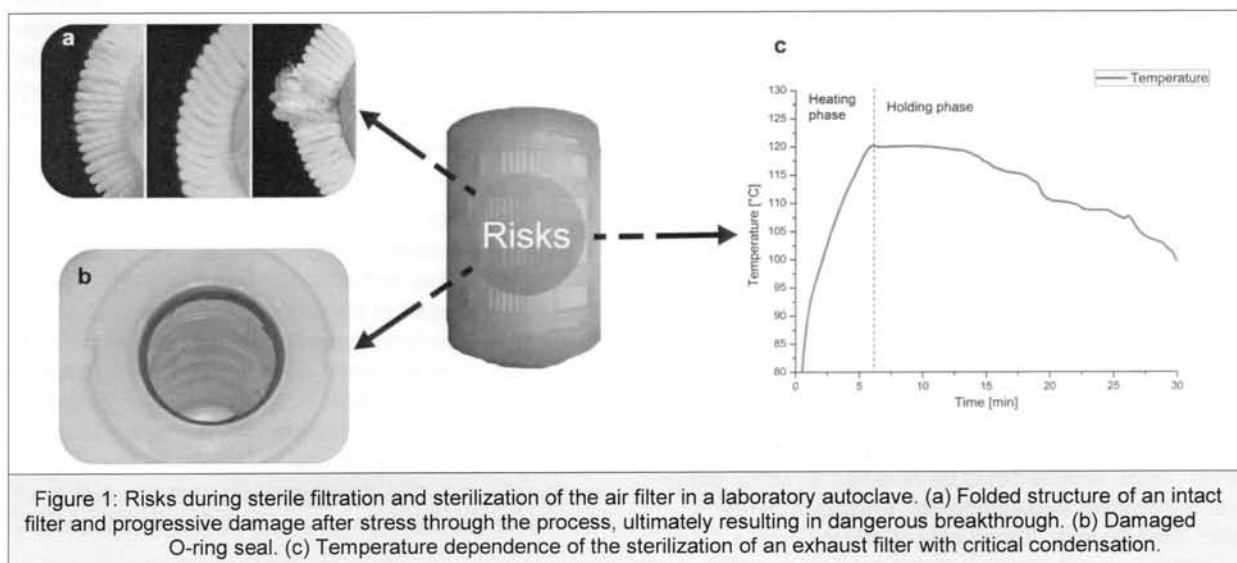 a
b
Risks
c
Temperature
Heating
phase
Holding phase
130
125
120
115
110
105
100
95
90
85
80
Temperature [°C]
0 5 10 15 20 25 30
Time [min]
Figure 1: Risks during sterile filtration and sterilization of the air filter in a laboratory autoclave. (a) Folded structure of an intact
filter and progressive damage after stress through the process, ultimately resulting in dangerous breakthrough. (b) Damaged
O-ring seal. (c) Temperature dependence of the sterilization of an exhaust filter with critical condensation.